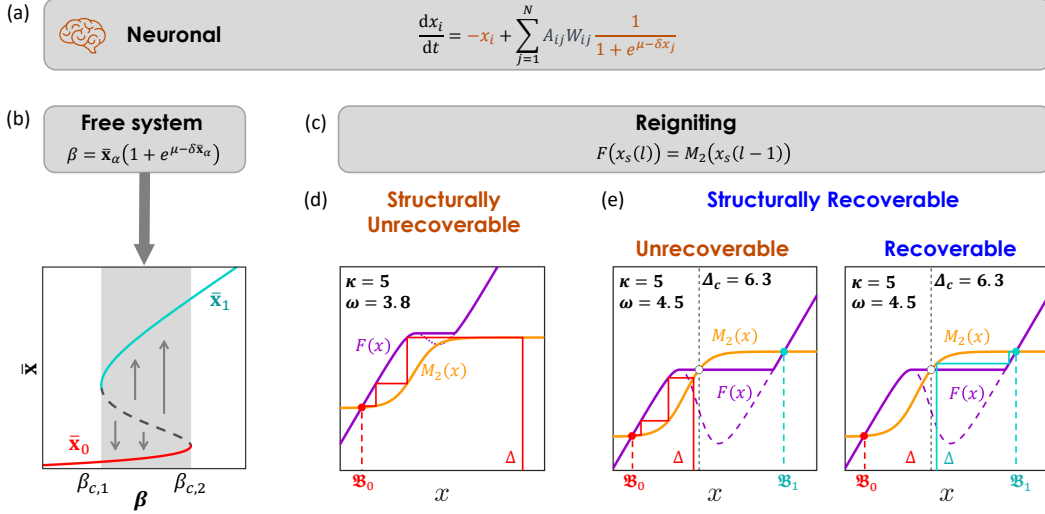 (a)
Neuronal
dx_i/dt = −x_i + ∑_{j=1}^{N} A_{ij}W_{ij} 1/(1 + e^{μ−δx_j})
(b)
Free system
β = x̄_α(1 + e^{μ−δx̄_α})
x̄
x̄_1
x̄_0
β_{c,1}
β_{c,2}
β
(c)
Reigniting
F(x_s(l)) = M_2(x_s(l − 1))
(d)
Structurally
Unrecoverable
κ = 5
ω = 3.8
F(x)
M_2(x)
Δ
𝕭_0
x
(e)
Structurally Recoverable
Unrecoverable
κ = 5
ω = 4.5
Δ_c = 6.3
M_2(x)
F(x)
Δ
𝕭_0
𝕭_1
x
Recoverable
κ = 5
ω = 4.5
Δ_c = 6.3
M_2(x)
F(x)
Δ
Δ
𝕭_0
𝕭_1
x